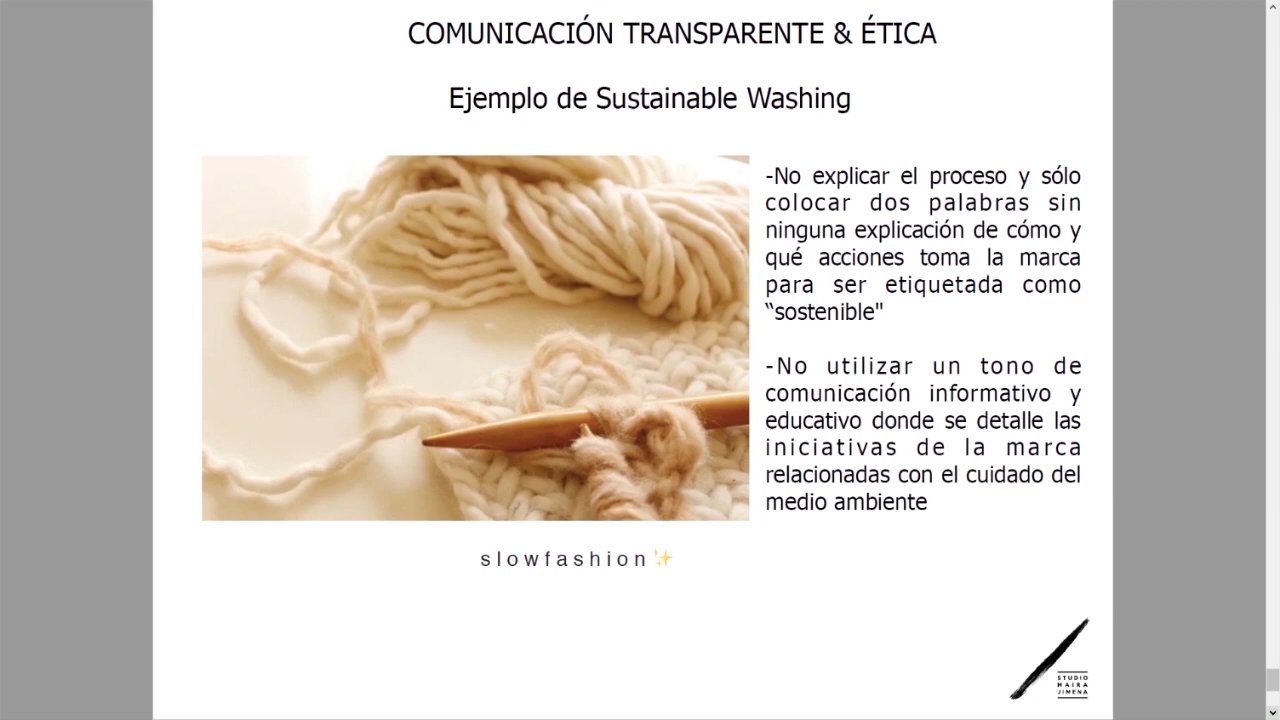 COMUNICACIÓN TRANSPARENTE & ÉTICA
Ejemplo de Sustainable Washing
-No explicar el proceso y sólo
colocar dos palabras sin
ninguna explicación de cómo y
qué acciones toma la marca
para ser etiquetada como
“sostenible"
-No utilizar un tono de
comunicación informativo y
educativo donde se detalle las
iniciativas de la marca
relacionadas con el cuidado del
medio ambiente
slowfashion✨
STUDIO
MAIRA
JIMENA